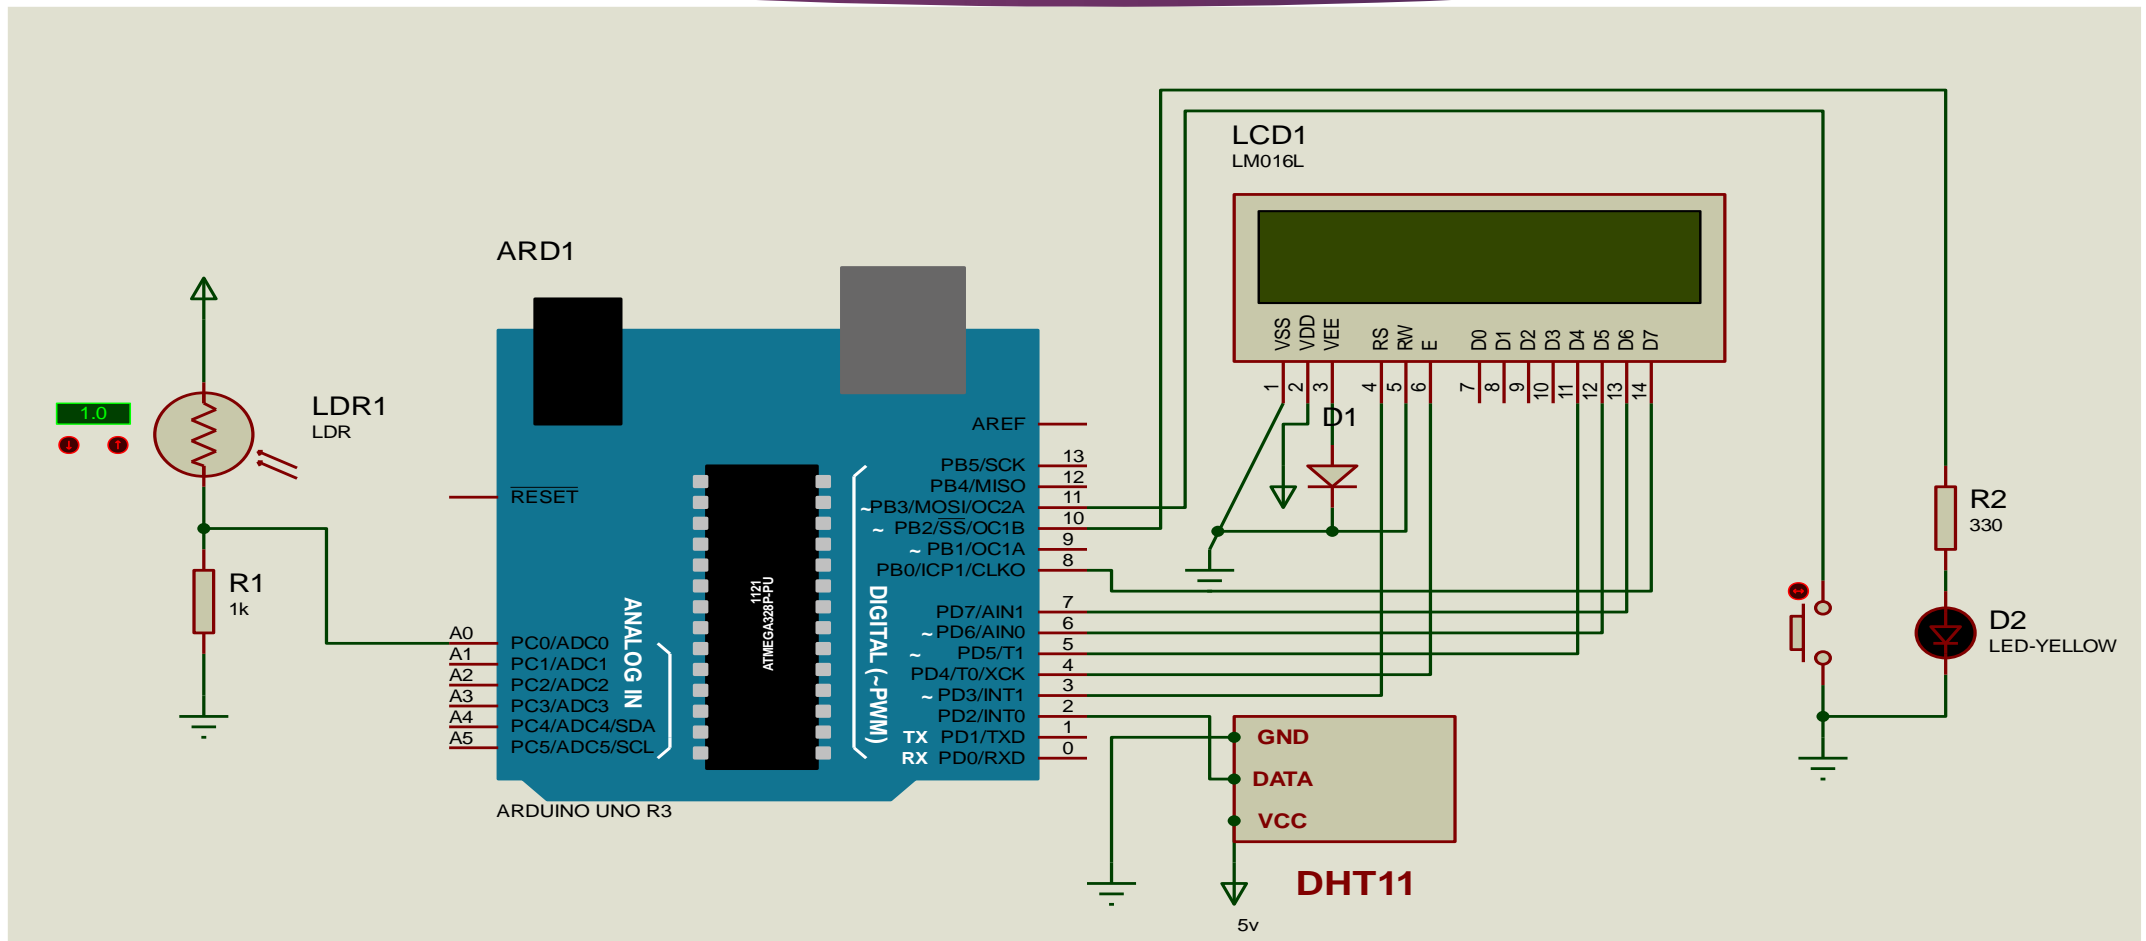 LCD1
LM016L
ARD1
VSS
VDD
VEE
RS
RW
E
D0
D1
D2
D3
D4
D5
D6
D7
1
2
3
4
5
6
7
8
9
10
11
12
13
14
D1
1.0
LDR1
LDR
R1
1k
AREF
RESET
PB5/SCK 13
PB4/MISO 12
~PB3/MOSI/OC2A 11
~ PB2/SS/OC1B 10
~ PB1/OC1A 9
PB0/ICP1/CLKO 8
PD7/AIN1 7
~ PD6/AIN0 6
~ PD5/T1 5
PD4/T0/XCK 4
~ PD3/INT1 3
PD2/INT0 2
TX PD1/TXD 1
RX PD0/RXD 0
A0 PC0/ADC0
A1 PC1/ADC1
A2 PC2/ADC2
A3 PC3/ADC3
A4 PC4/ADC4/SDA
A5 PC5/ADC5/SCL
ANALOG IN
1121
ATMEGA328P-PU
DIGITAL (~PWM)
ARDUINO UNO R3
R2
330
D2
LED-YELLOW
GND
DATA
VCC
DHT11
5v